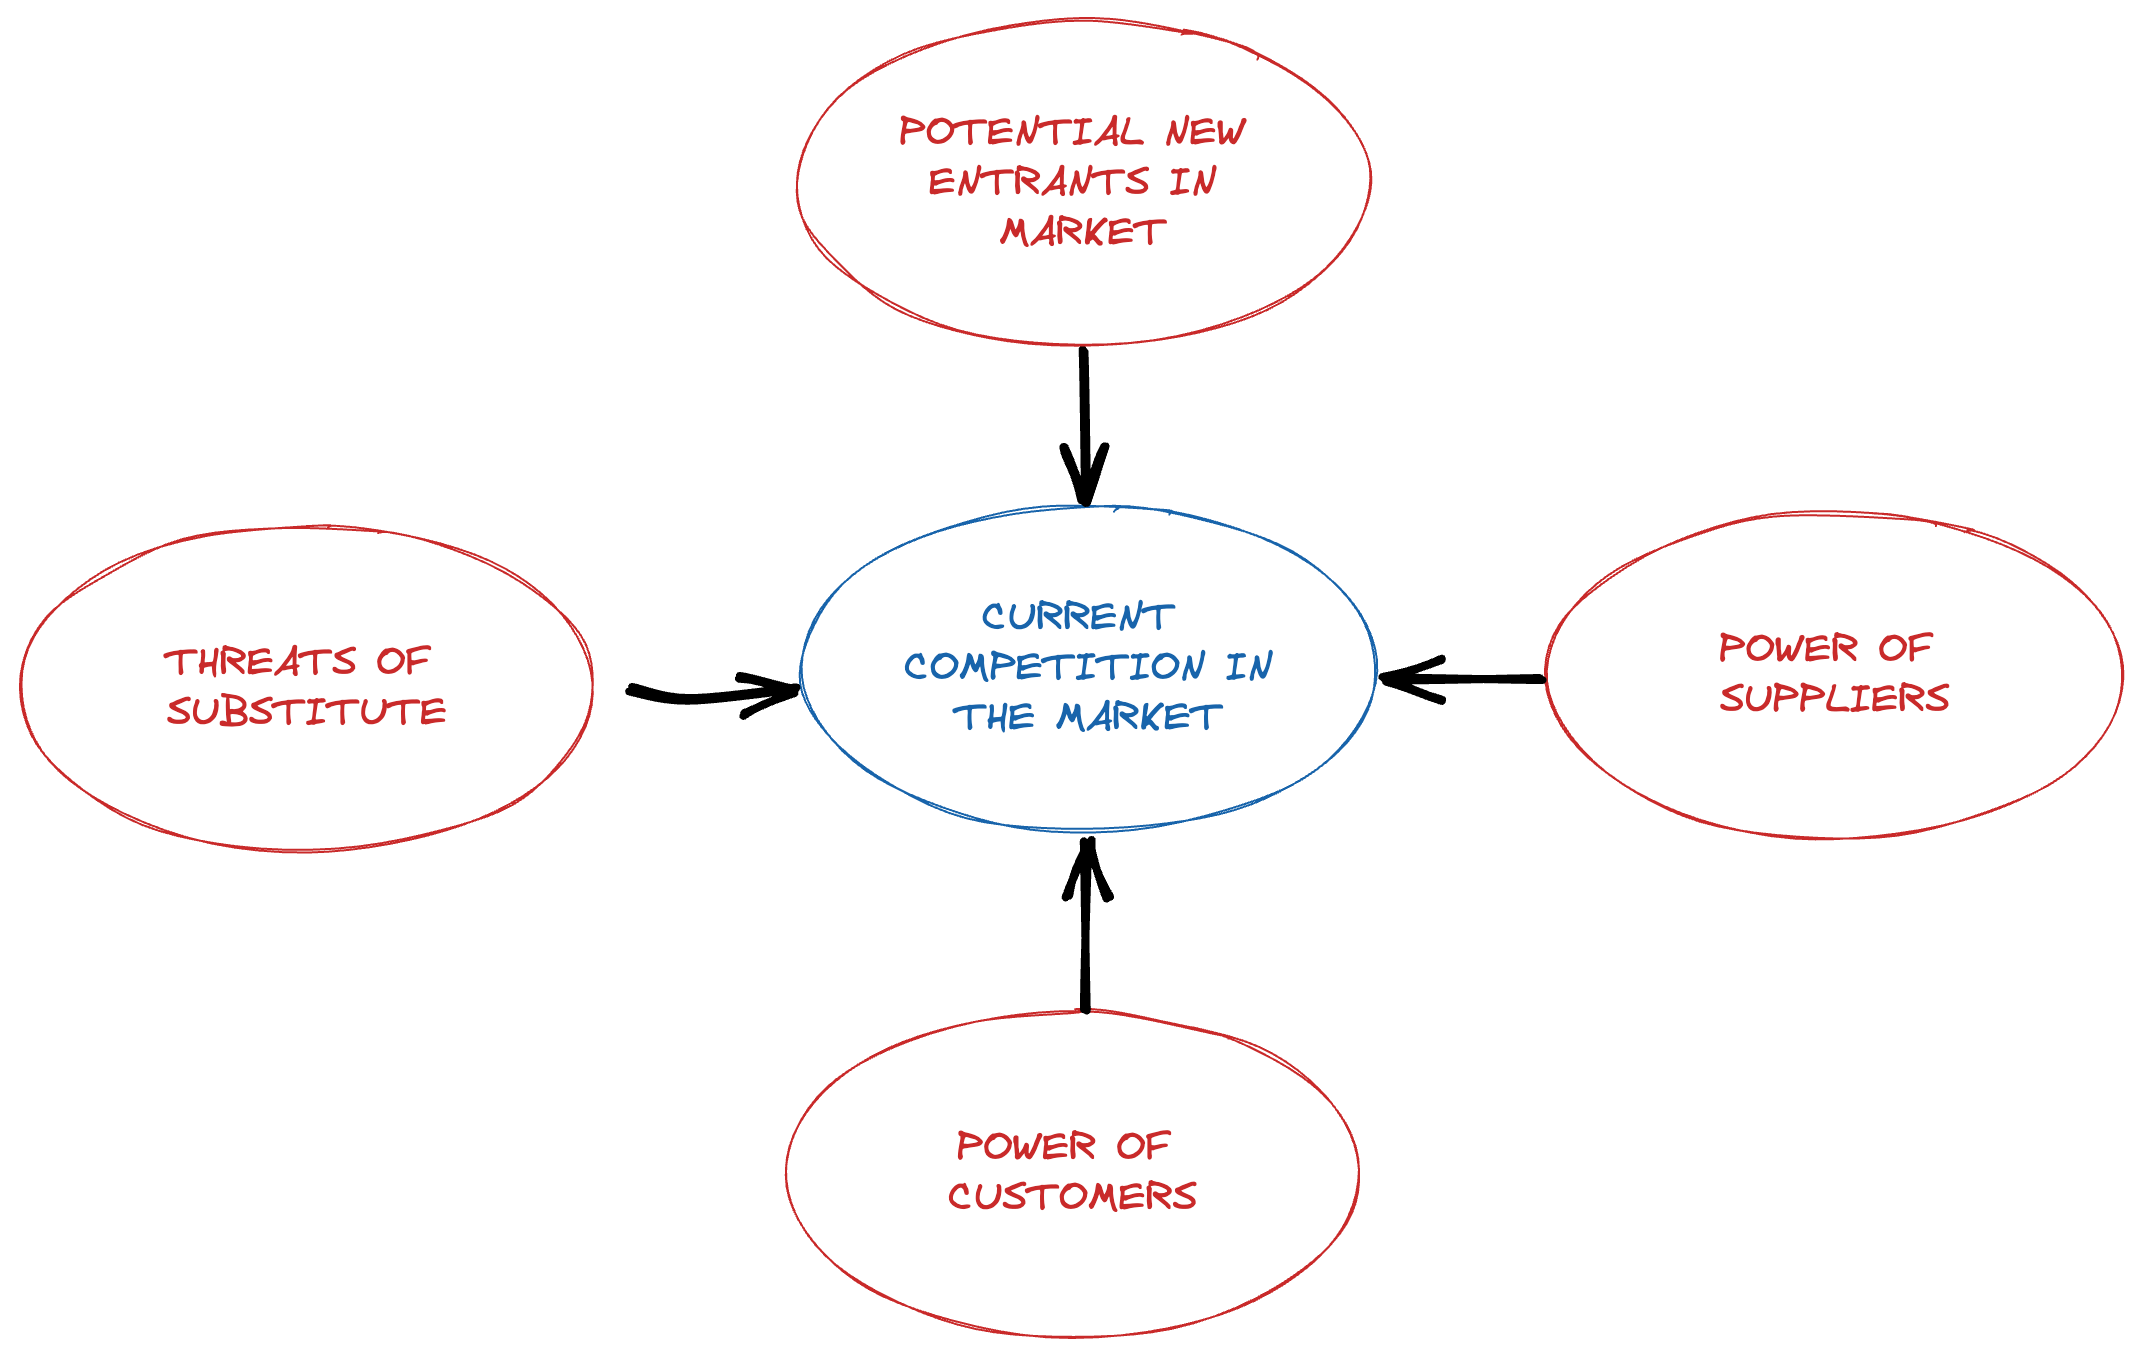 POTENTIAL NEW
ENTRANTS IN
MARKET
THREATS OF
SUBSTITUTE
CURRENT
COMPETITION IN
THE MARKET
POWER OF
SUPPLIERS
POWER OF
CUSTOMERS